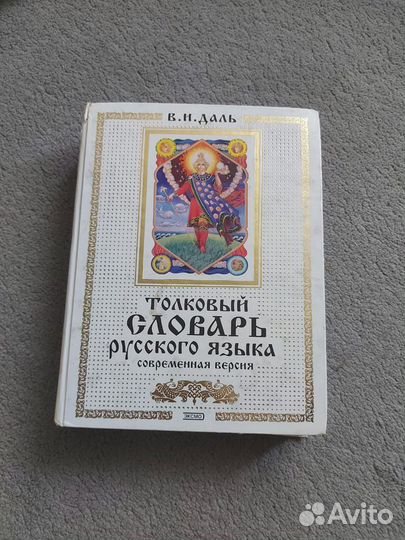 В.И.ДАЛЬ
ТОЛКОВЫЙ
СЛОВАРЬ
РУССКОГО ЯЗЫКА
СОВРЕМЕННАЯ ВЕРСИЯ
ЭКСМО
Avito